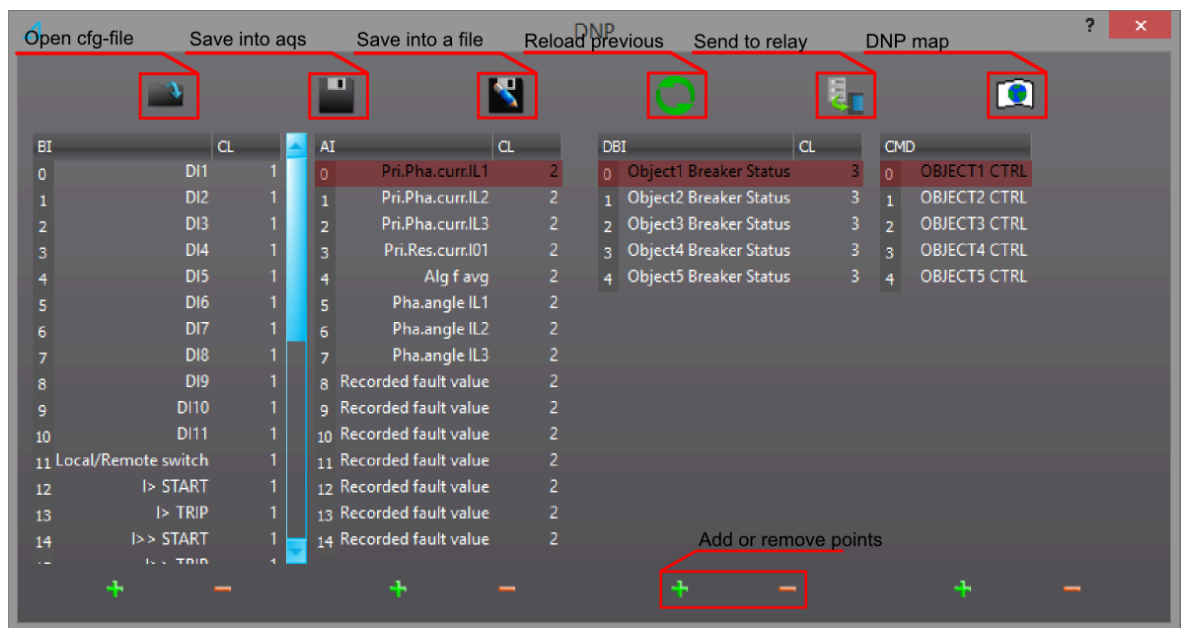 DNP
?
Open cfg-file Save into aqs Save into a file Reload previous Send to relay DNP map
BI CL AI CL DBI CL CMD
0 DI1 1 0 Pri.Pha.curr.IL1 2 0 Object1 Breaker Status 3 0 OBJECT1 CTRL
1 DI2 1 1 Pri.Pha.curr.IL2 2 1 Object2 Breaker Status 3 1 OBJECT2 CTRL
2 DI3 1 2 Pri.Pha.curr.IL3 2 2 Object3 Breaker Status 3 2 OBJECT3 CTRL
3 DI4 1 3 Pri.Res.curr.I01 2 3 Object4 Breaker Status 3 3 OBJECT4 CTRL
4 DI5 1 4 Alg f avg 2 4 Object5 Breaker Status 3 4 OBJECT5 CTRL
5 DI6 1 5 Pha.angle IL1 2
6 DI7 1 6 Pha.angle IL2 2
7 DI8 1 7 Pha.angle IL3 2
8 DI9 1 8 Recorded fault value 2
9 DI10 1 9 Recorded fault value 2
10 DI11 1 10 Recorded fault value 2
11 Local/Remote switch 1 11 Recorded fault value 2
12 I> START 1 12 Recorded fault value 2
13 I> TRIP 1 13 Recorded fault value 2
14 I>> START 1 14 Recorded fault value 2
Add or remove points